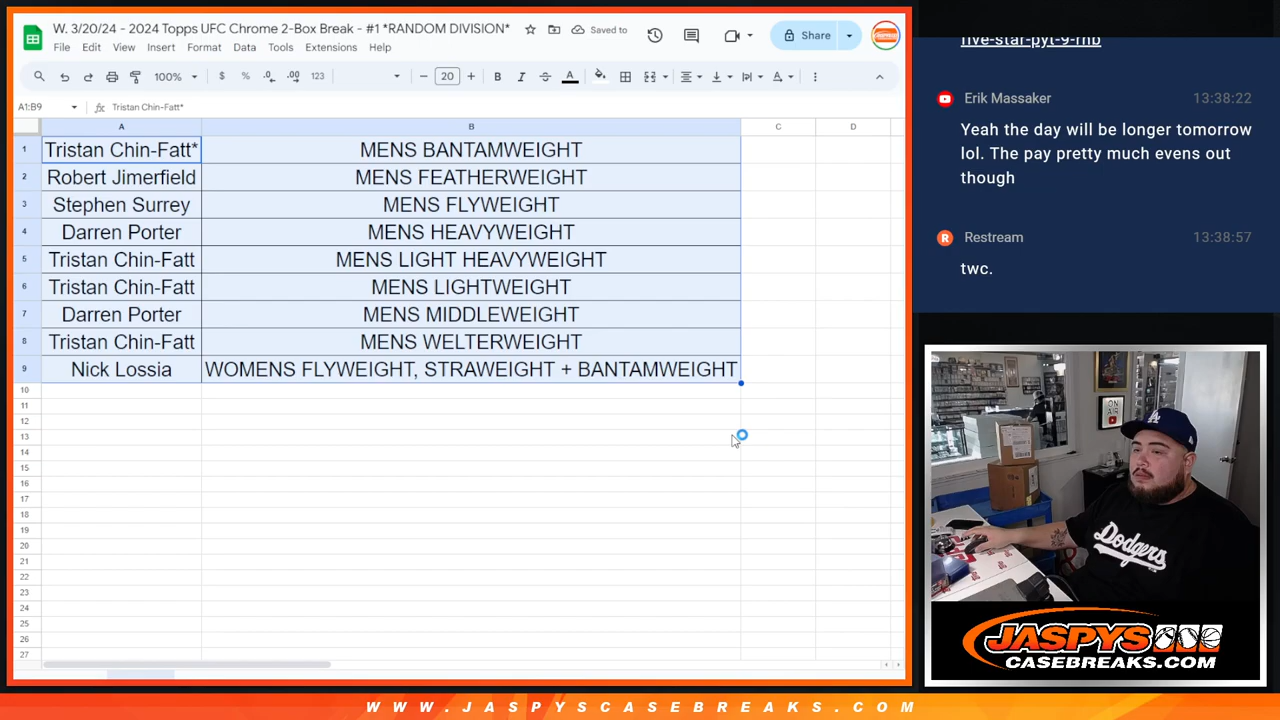 W. 3/20/24 - 2024 Topps UFC Chrome 2-Box Break - #1 *RANDOM DIVISION*
Saved to
Share
File Edit View Insert Format Data Tools Extensions Help
100% $ % .0 .00 123 20 B I S A
A1:B9 fx Tristan Chin-Fatt*
A B C D
1 Tristan Chin-Fatt* MENS BANTAMWEIGHT
2 Robert Jimerfield MENS FEATHERWEIGHT
3 Stephen Surrey MENS FLYWEIGHT
4 Darren Porter MENS HEAVYWEIGHT
5 Tristan Chin-Fatt MENS LIGHT HEAVYWEIGHT
6 Tristan Chin-Fatt MENS LIGHTWEIGHT
7 Darren Porter MENS MIDDLEWEIGHT
8 Tristan Chin-Fatt MENS WELTERWEIGHT
9 Nick Lossia WOMENS FLYWEIGHT, STRAWEIGHT + BANTAMWEIGHT
10
11
12
13
14
15
16
17
18
19
20
21
22
23
24
25
26
27
five-star-pyt-9-rnb
Erik Massaker 13:38:22
Yeah the day will be longer tomorrow
lol. The pay pretty much evens out
though
Restream 13:38:57
twc.
ON
AIR
LA
Dodgers
JASPYS
CASEBREAKS.COM
WWW.JASPYSCASEBREAKS.COM